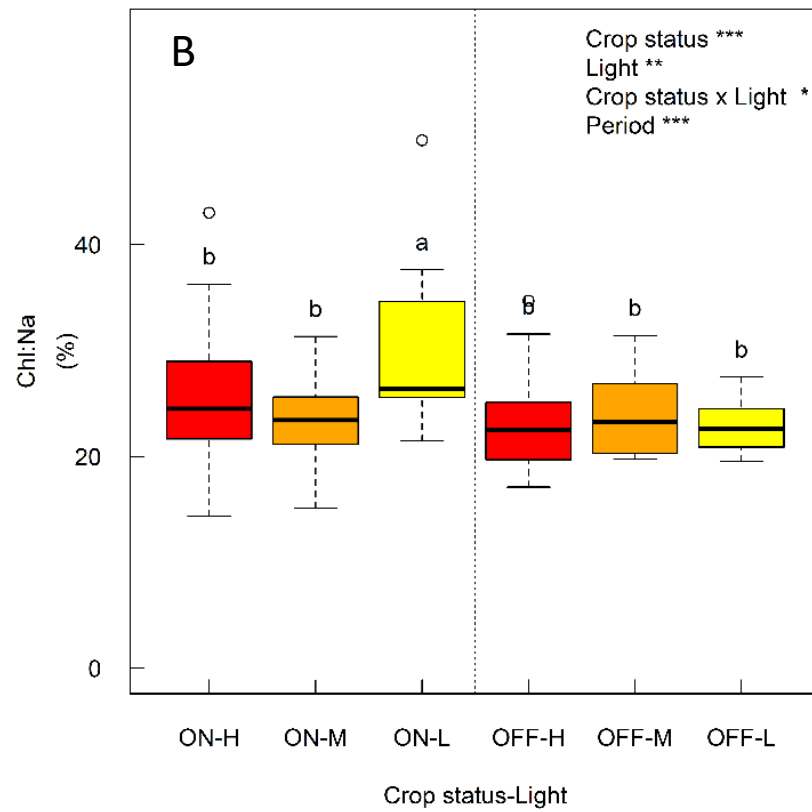 B
Crop status ***
Light **
Crop status x Light *
Period ***
Chl:Na
(%)
40
20
0
b
b
a
b
b
b
ON-H ON-M ON-L OFF-H OFF-M OFF-L
Crop status-Light